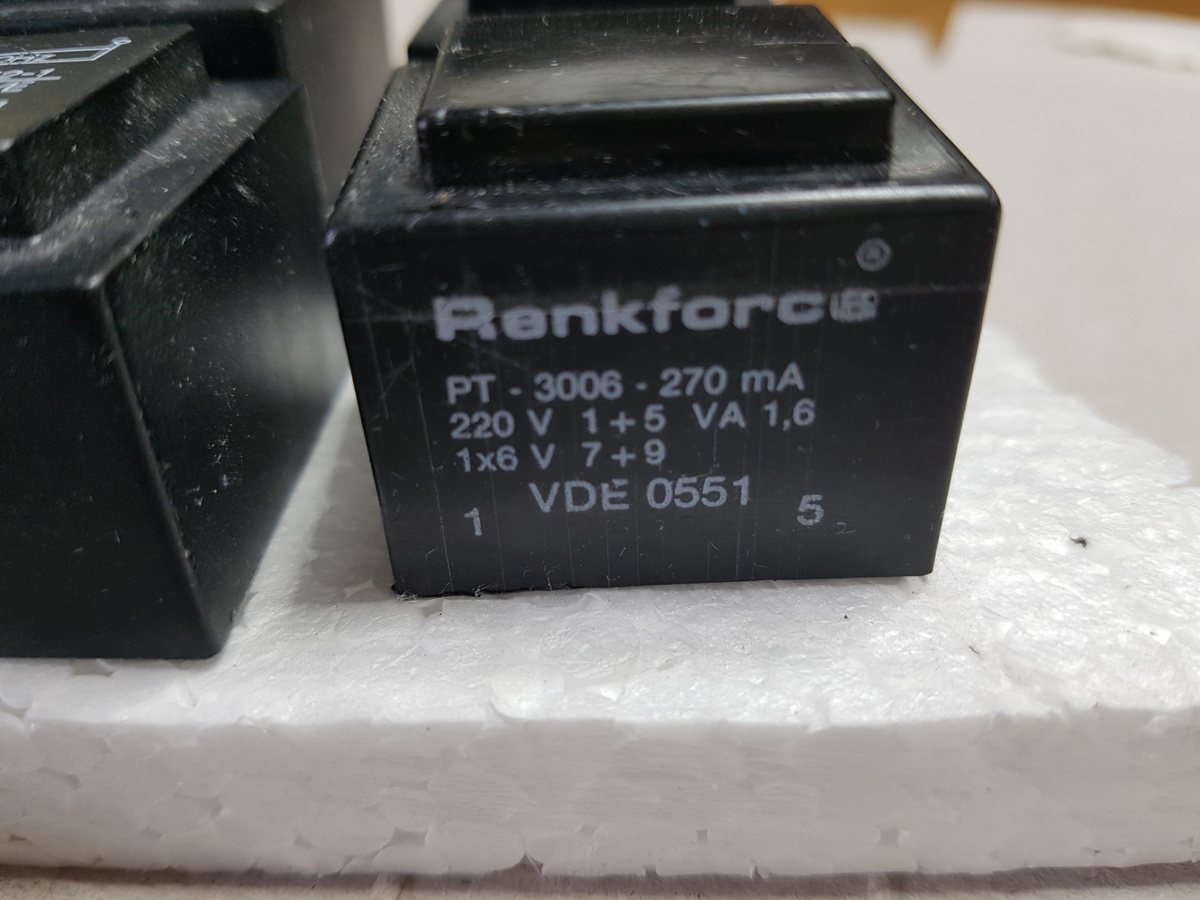 ®
Renkforce
PT - 3006 - 270 mA
220 V 1+5 VA 1,6
1x6 V 7+9
VDE 0551
1 5